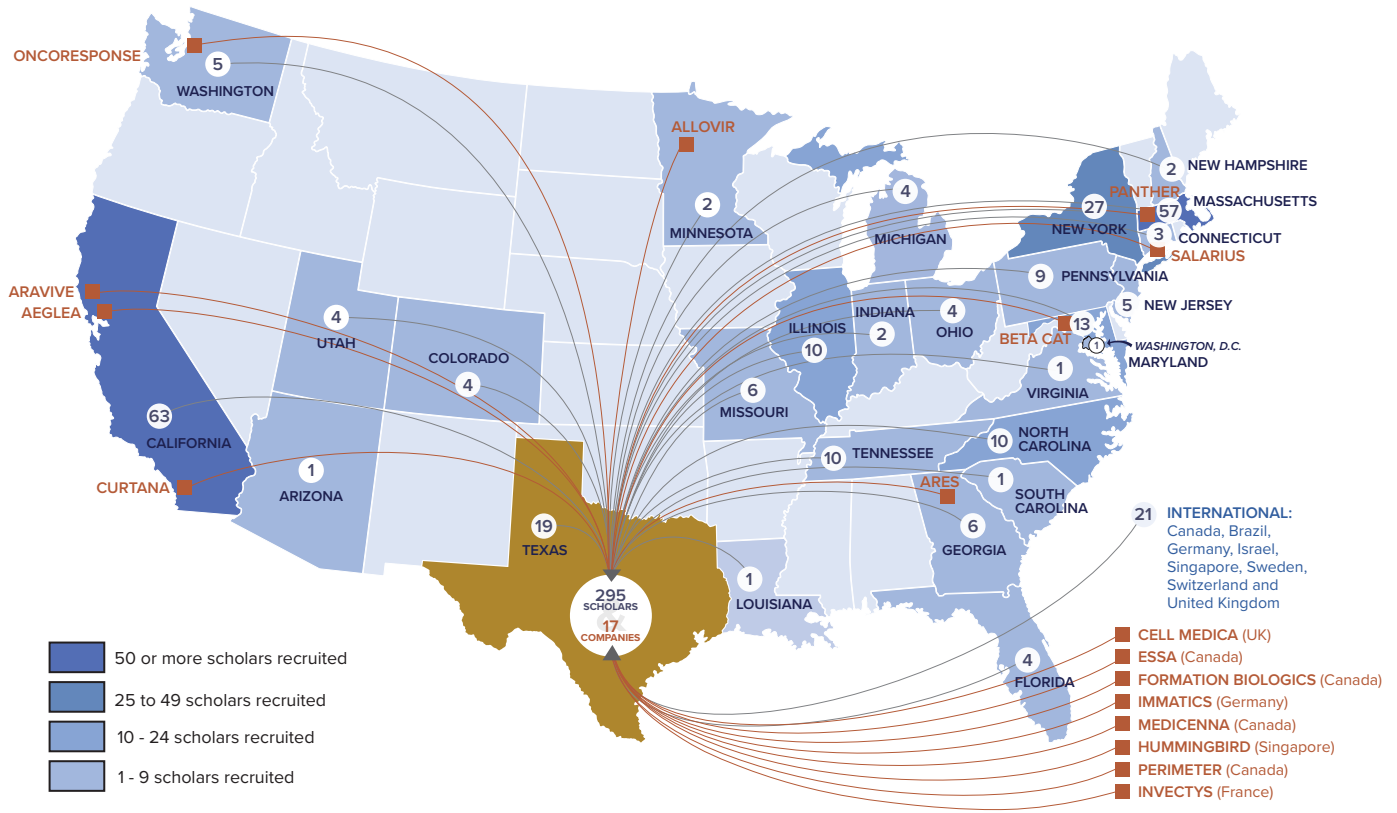 ONCORESPONSE
5
WASHINGTON
ALLOVIR
2
MINNESOTA
4
MICHIGAN
2
NEW HAMPSHIRE
PANTHER
57
MASSACHUSETTS
27
NEW YORK
3
CONNECTICUT
SALARIUS
9
PENNSYLVANIA
5
NEW JERSEY
ARAVIVE
AEGLEA
4
UTAH
COLORADO
4
ILLINOIS
10
INDIANA
2
4
OHIO
13
BETA CAT
1
WASHINGTON, D.C.
MARYLAND
1
VIRGINIA
6
MISSOURI
63
CALIFORNIA
10
NORTH
CAROLINA
10
TENNESSEE
1
ARIZONA
CURTANA
ARES
1
SOUTH
CAROLINA
6
GEORGIA
19
TEXAS
1
LOUISIANA
295
SCHOLARS
&
17
COMPANIES
4
FLORIDA
21
INTERNATIONAL:
Canada, Brazil,
Germany, Israel,
Singapore, Sweden,
Switzerland and
United Kingdom
CELL MEDICA (UK)
ESSA (Canada)
FORMATION BIOLOGICS (Canada)
IMMATICS (Germany)
MEDICENNA (Canada)
HUMMINGBIRD (Singapore)
PERIMETER (Canada)
INVECTYS (France)
50 or more scholars recruited
25 to 49 scholars recruited
10 - 24 scholars recruited
1 - 9 scholars recruited